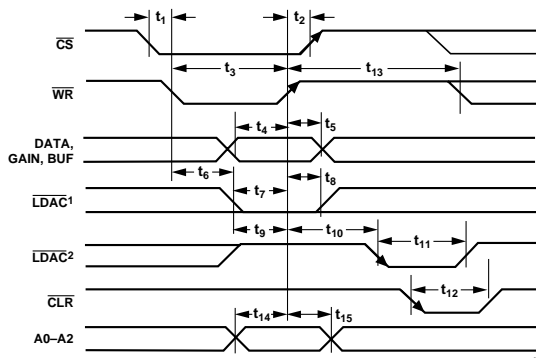 t1
t2
CS
t3
t13
WR
t4
t5
DATA,
GAIN, BUF
t6
t7
t8
LDAC1
t9
t10
t11
LDAC2
t12
CLR
t14
t15
A0–A2